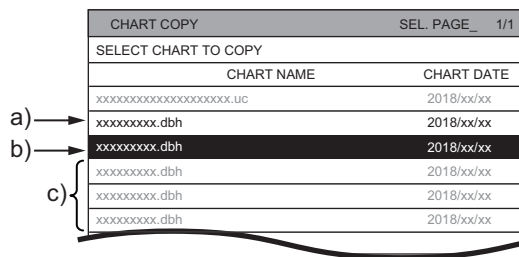 CHART COPY SEL. PAGE_ 1/1
SELECT CHART TO COPY
CHART NAME CHART DATE
xxxxxxxxxxxxxxxxxxxx.uc 2018/xx/xx
a) xxxxxxxxx.dbh 2018/xx/xx
b) xxxxxxxxx.dbh 2018/xx/xx
xxxxxxxxx.dbh 2018/xx/xx
c) xxxxxxxxx.dbh 2018/xx/xx
xxxxxxxxx.dbh 2018/xx/xx